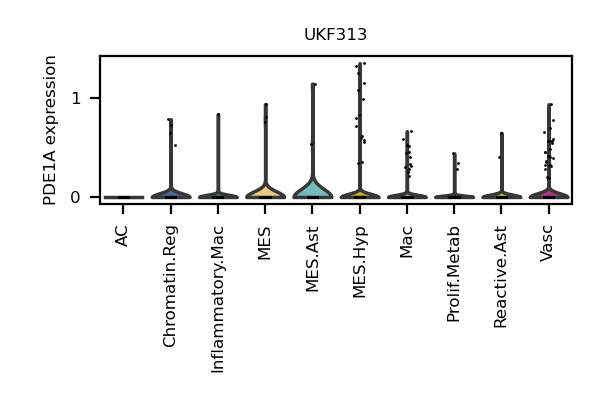 UKF313
PDE1A expression
1
0
AC
Chromatin.Reg
Inflammatory.Mac
MES
MES.Ast
MES.Hyp
Mac
Prolif.Metab
Reactive.Ast
Vasc